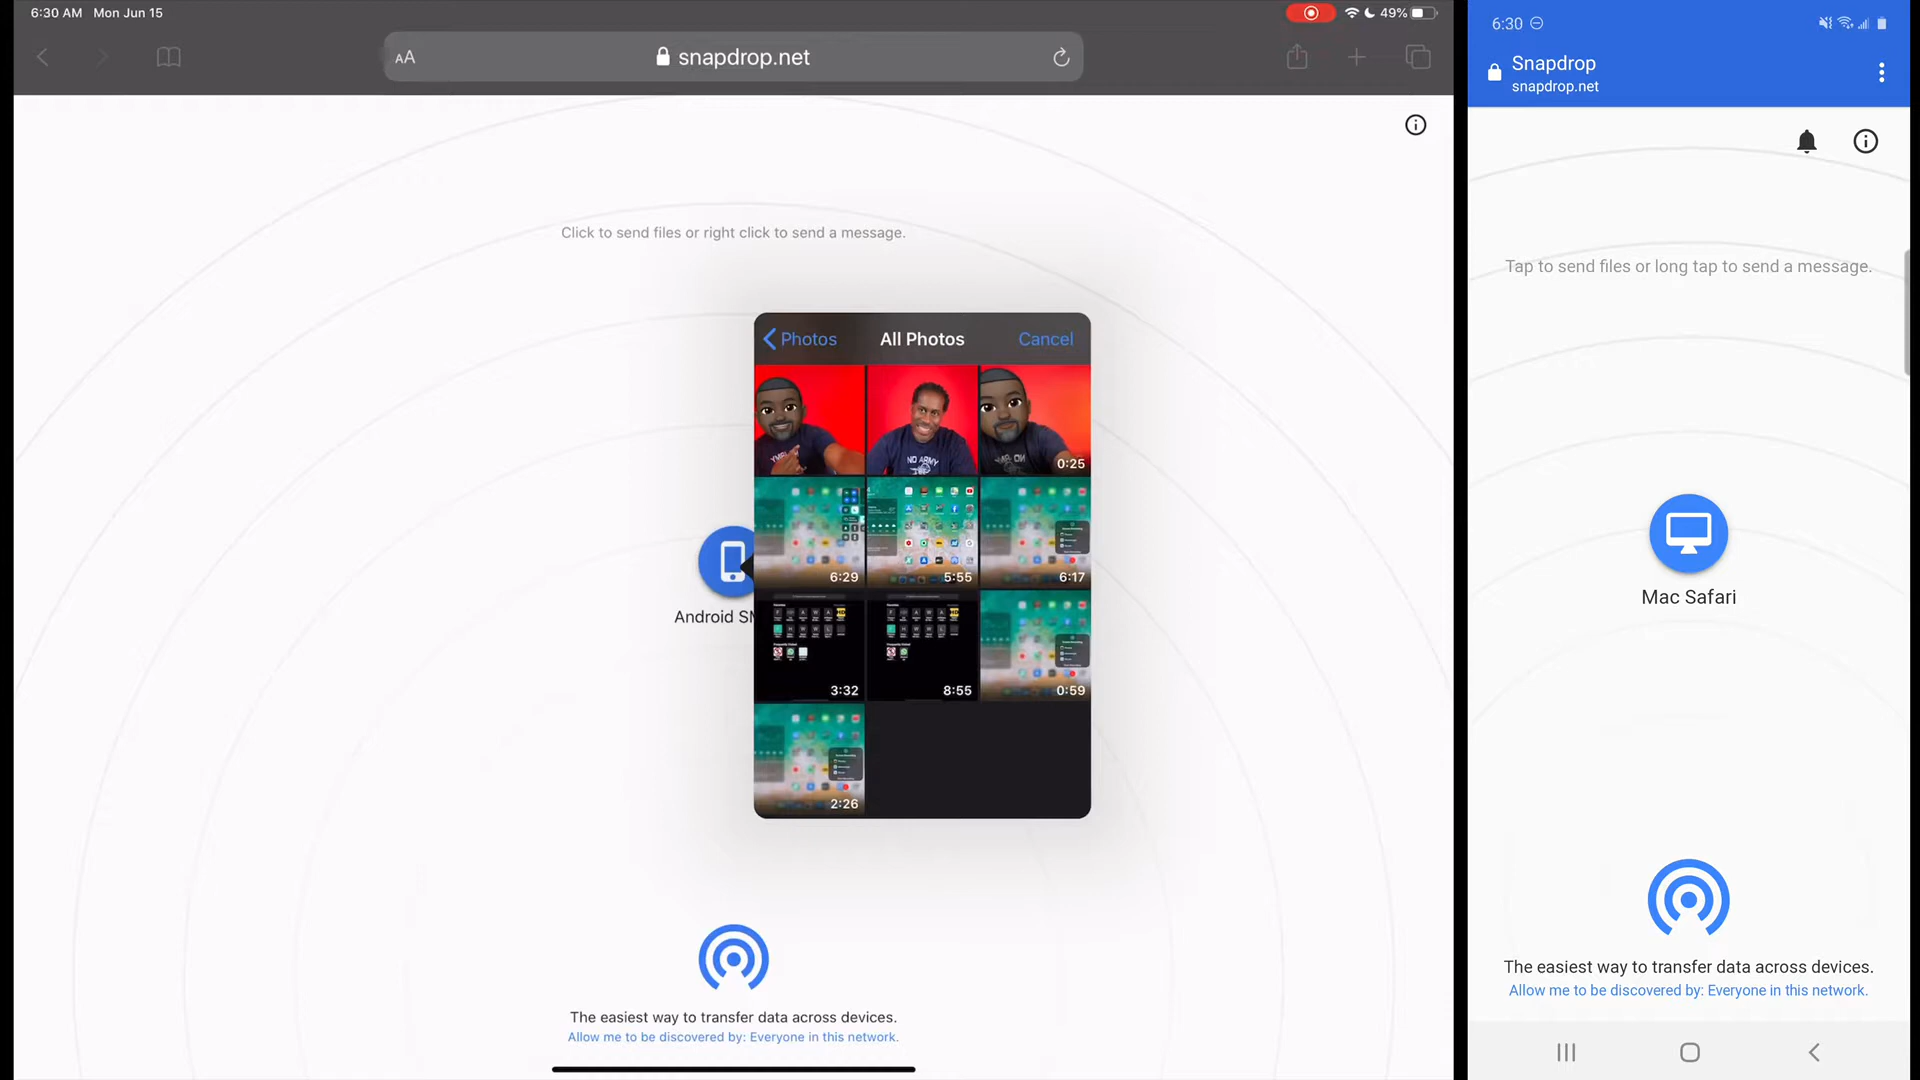 6:30 AM Mon Jun 15
49%
AA
snapdrop.net
Click to send files or right click to send a message.
Photos
All Photos
Cancel
NO ARMY
0:25
6:29
5:55
6:17
3:32
8:55
0:59
2:26
Android SM
The easiest way to transfer data across devices.
Allow me to be discovered by: Everyone in this network.
6:30
Snapdrop
snapdrop.net
Tap to send files or long tap to send a message.
Mac Safari
The easiest way to transfer data across devices.
Allow me to be discovered by: Everyone in this network.